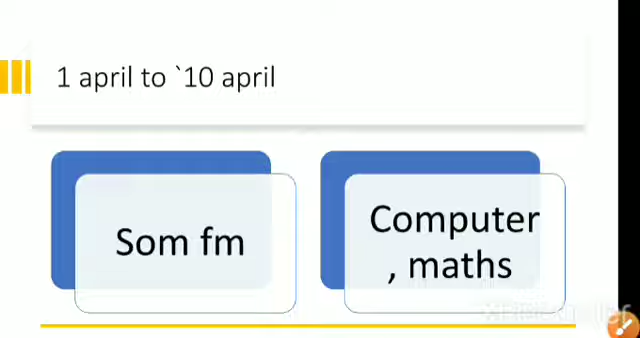 1 april to `10 april
Som fm
Computer
, maths